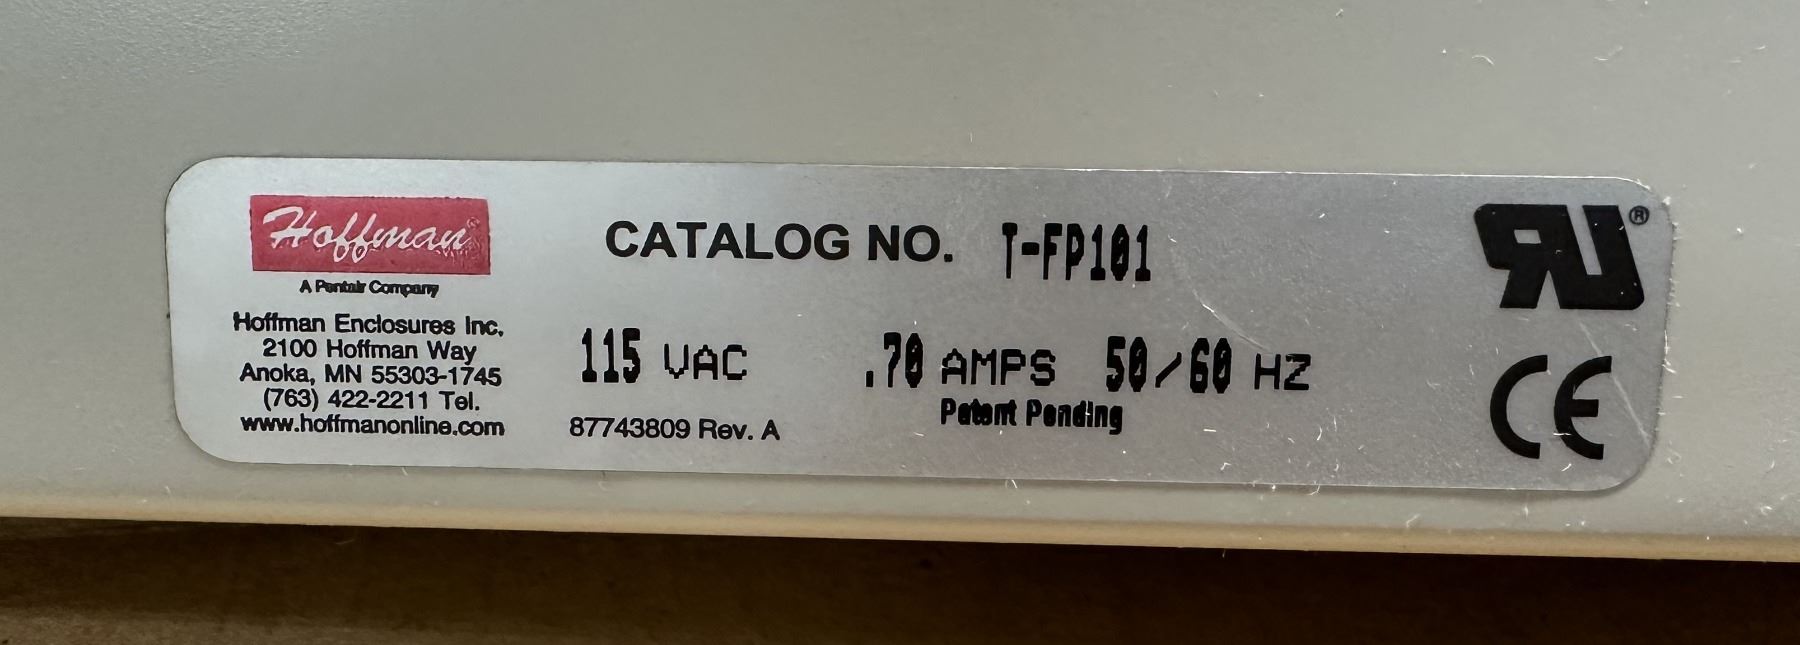 Hoffman®
A Pentair Company
Hoffman Enclosures Inc.
2100 Hoffman Way
Anoka, MN 55303-1745
(763) 422-2211 Tel.
www.hoffmanonline.com
CATALOG NO. T-FP101
115 VAC .70 AMPS 50/60 HZ
Patent Pending
87743809 Rev. A
RU®
CE